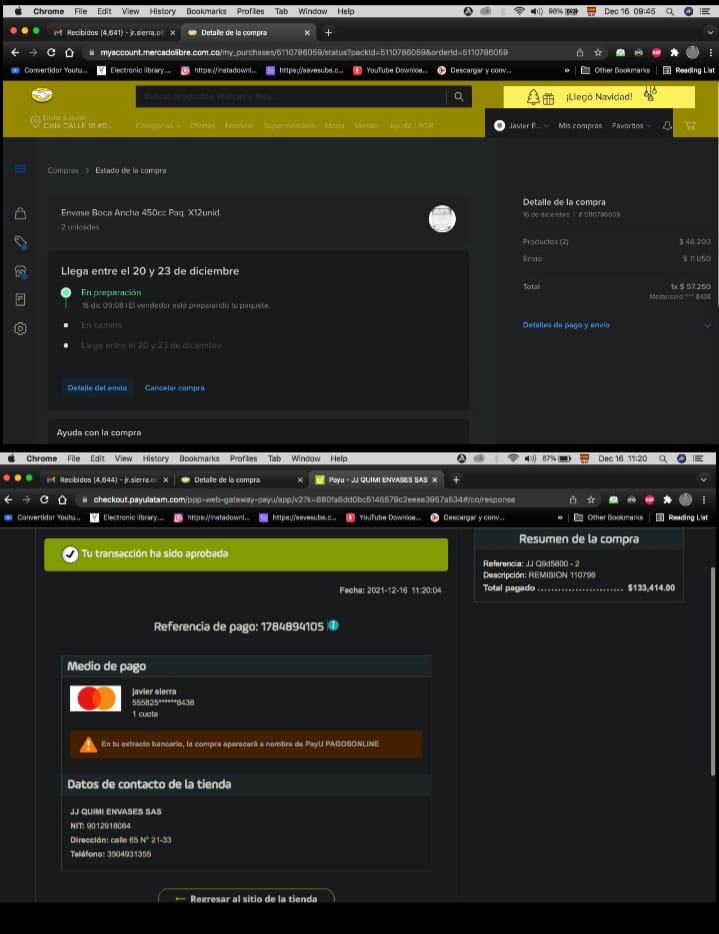 Chrome File Edit View History Bookmarks Profiles Tab Window Help 98% Dec 16 09:45
Recibidos (4,641) - jr.sierra.of × Detalle de la compra × +
myaccount.mercadolibre.com.co/my_purchases/5110786059/status?packId=5110786059&orderId=5110786059
Convertidor Youtu... Electronic library.... https://instadownl... https://savesubs.c... YouTube Downloa... Descargar y conv... » Other Bookmarks Reading List
Buscar productos, marcas y más...
¡Llegó Navidad!
Enviar a Javier
Calle CALLE 10 #0...
Categorías Ofertas Historial Supermercado Moda Vender Ayuda / PQR
Javier E... Mis compras Favoritos
Compras > Estado de la compra
Envase Boca Ancha 450cc Paq. X12unid.
2 unidades
Llega entre el 20 y 23 de diciembre
En preparación
16 dic 09:08 | El vendedor está preparando tu paquete.
En camino
Llega entre el 20 y 23 de diciembre
Detalle del envío Cancelar compra
Ayuda con la compra
Detalle de la compra
16 de diciembre | # 5110786059
Productos (2) $ 46.200
Envío $ 11.050
Total 1x $ 57.250
Mastercard **** 8438
Detalles de pago y envío
Chrome File Edit View History Bookmarks Profiles Tab Window Help 87% Dec 16 11:20
Recibidos (4,644) - jr.sierra.of × Detalle de la compra × Payu - JJ QUIMI ENVASES SAS × +
checkout.payulatam.com/ppp-web-gateway-payu/app/v2?k=
Convertidor Youtu... Electronic library.... https://instadownl... https://savesubs.c... YouTube Downloa... Descargar y conv... » Other Bookmarks Reading List
Tu transacción ha sido aprobada
Fecha: 2021-12-16 11:20:04
Referencia de pago: 1784894105
Medio de pago
javier sierra
555825******8438
1 cuota
En tu extracto bancario, la compra aparecerá a nombre de PayU PAGOSONLINE
Datos de contacto de la tienda
JJ QUIMI ENVASES SAS
NIT: 9012918084
Dirección: calle 65 N° 21-33
Teléfono: 3504931355
← Regresar al sitio de la tienda
Resumen de la compra
Referencia: JJ Q9d5800 - 2
Descripción: REMISION 110796
Total pagado ........................ $133,414.00